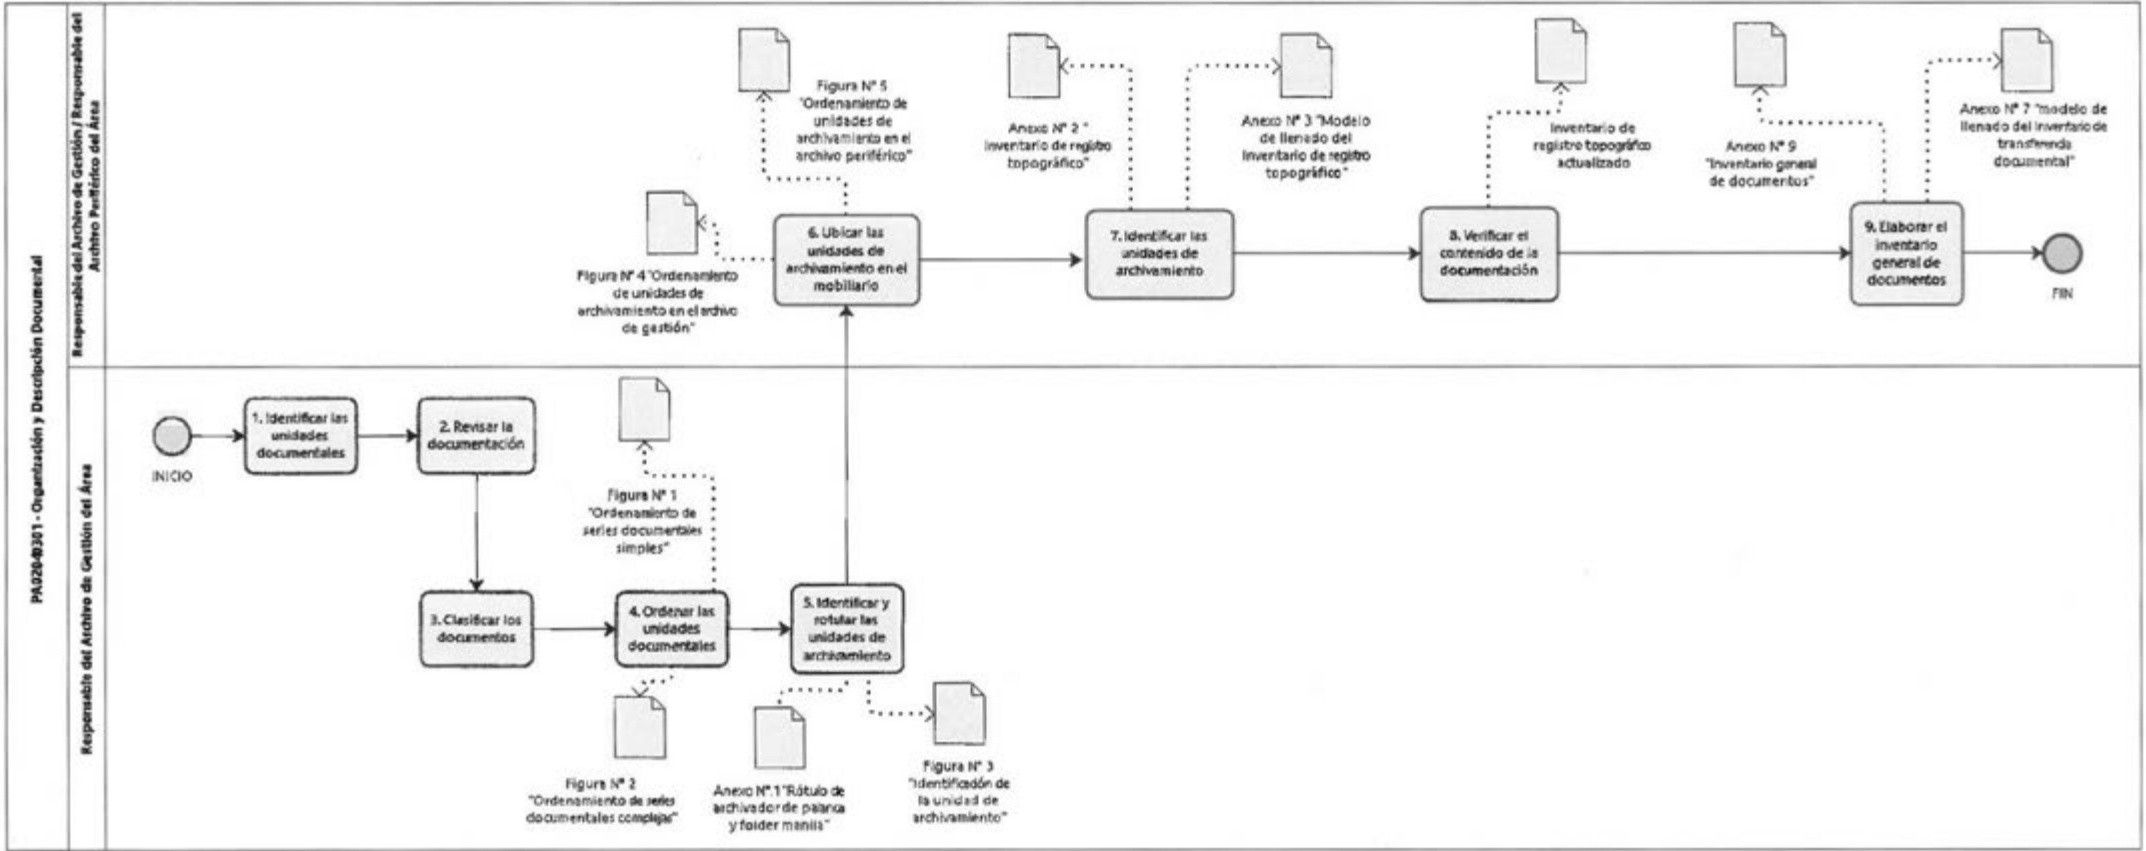 PA02040301 - Organización y Descripción Documental
Responsable del Archivo de Gestión / Responsable del
Archivo Periférico del Área
Figura N° 5
"Ordenamiento de
unidades de
archivamiento en el
archivo periférico"
Figura N° 4 "Ordenamiento
de unidades de
archivamiento en el archivo
de gestión"
6. Ubicar las
unidades de
archivamiento en el
mobiliario
Anexo N° 2 "
Inventario de registro
topográfico"
Anexo N° 3 "Modelo
de llenado del
Inventario de registro
topográfico"
7. Identificar las
unidades de
archivamiento
Inventario de
registro topográfico
actualizado
8. Verificar el
contenido de la
documentación
Anexo N° 9
"Inventario general
de documentos"
Anexo N° 7 "modelo de
llenado del Inventario de
transferencia
documental"
9. Elaborar el
inventario
general de
documentos
FIN
Responsable del Archivo de Gestión del Área
INICIO
1. Identificar las
unidades
documentales
2. Revisar la
documentación
3. Clasificar los
documentos
Figura N° 1
"Ordenamiento de
series documentales
simples"
4. Ordenar las
unidades
documentales
5. Identificar y
rotular las
unidades de
archivamiento
Figura N° 2
"Ordenamiento de series
documentales complejas"
Anexo N°.1 "Rótulo de
archivador de palanca
y folder manila"
Figura N° 3
"Identificación de
la unidad de
archivamiento"